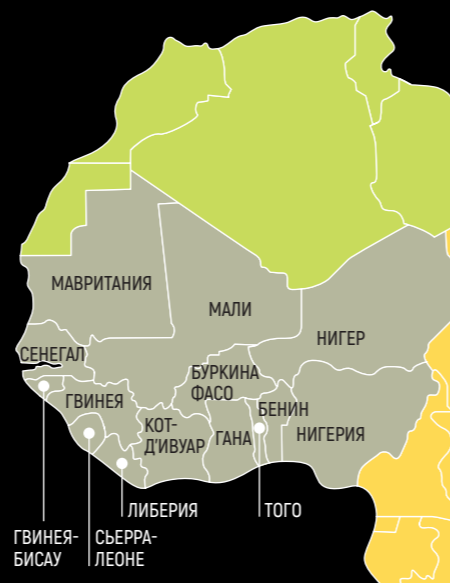 МАВРИТАНИЯ
МАЛИ
НИГЕР
СЕНЕГАЛ
БУРКИНА
ФАСО
ГВИНЕЯ
БЕНИН
КОТ-
Д'ИВУАР
ГАНА
НИГЕРИЯ
ЛИБЕРИЯ
ТОГО
ГВИНЕЯ-
БИСАУ
СЬЕРРА-
ЛЕОНЕ